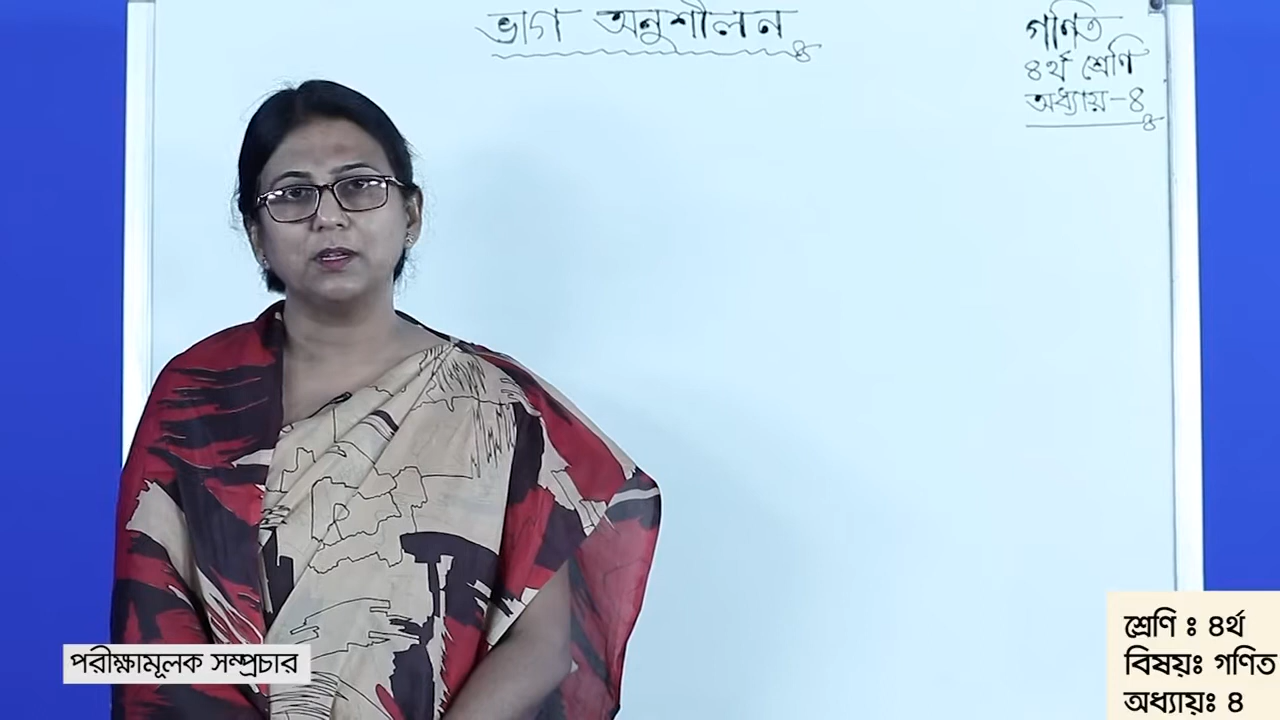 ভাগ অনুশীলন
গণিত
৪র্থ শ্রেণি
অধ্যায়-৪
পরীক্ষামূলক সম্প্রচার
শ্রেণি ঃ ৪র্থ
বিষয়ঃ গণিত
অধ্যায়ঃ ৪